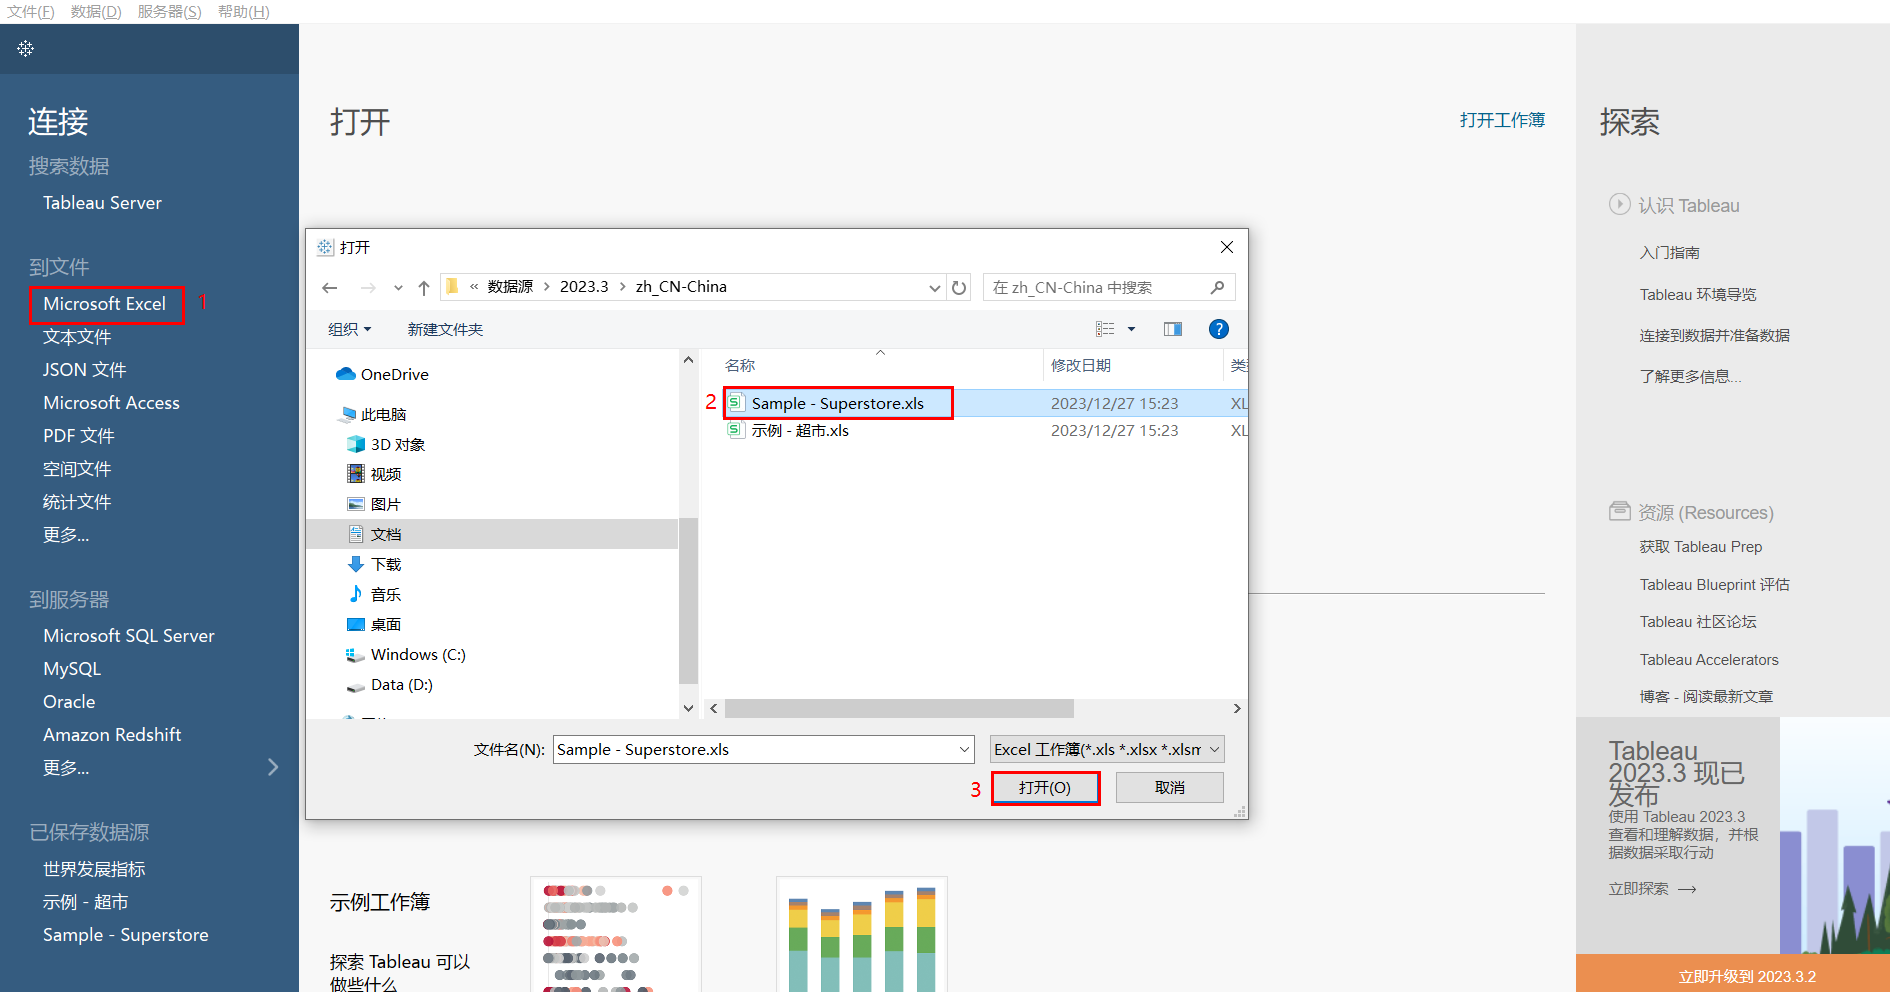 文件(F) 数据(D) 服务器(S) 帮助(H)
连接
搜索数据
Tableau Server
到文件
Microsoft Excel 1
文本文件
JSON 文件
Microsoft Access
PDF 文件
空间文件
统计文件
更多...
到服务器
Microsoft SQL Server
MySQL
Oracle
Amazon Redshift
更多...
已保存数据源
世界发展指标
示例 - 超市
Sample - Superstore
打开
打开工作簿
打开
« 数据源 › 2023.3 › zh_CN-China
在 zh_CN-China 中搜索
组织 新建文件夹
OneDrive
此电脑
3D 对象
视频
图片
文档
下载
音乐
桌面
Windows (C:)
Data (D:)
名称 修改日期
2 Sample - Superstore.xls 2023/12/27 15:23 XL
示例 - 超市.xls 2023/12/27 15:23 XL
文件名(N): Sample - Superstore.xls Excel 工作簿(*.xls *.xlsx *.xlsm
3 打开(O) 取消
示例工作簿
探索 Tableau 可以
做些什么
探索
认识 Tableau
入门指南
Tableau 环境导览
连接到数据并准备数据
了解更多信息...
资源 (Resources)
获取 Tableau Prep
Tableau Blueprint 评估
Tableau 社区论坛
Tableau Accelerators
博客 - 阅读最新文章
Tableau
2023.3 现已
发布
使用 Tableau 2023.3
查看和理解数据，并根
据数据采取行动
立即探索 →
立即升级到 2023.3.2